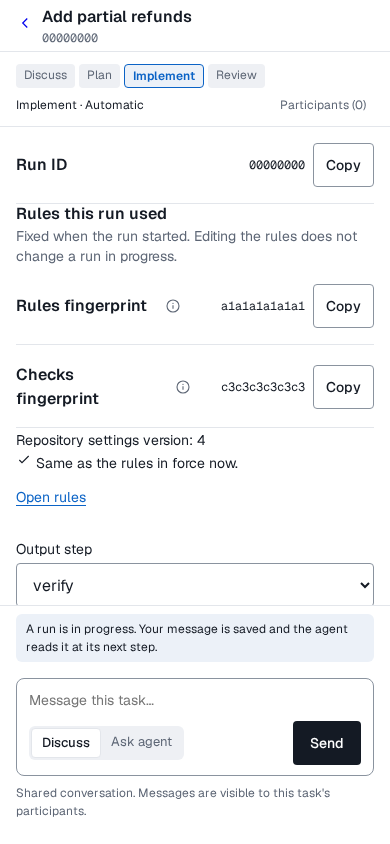 Add partial refunds
00000000
Discuss
Plan
Implement
Review
Implement · Automatic
Participants (0)
Run ID
00000000
Copy
Rules this run used
Fixed when the run started. Editing the rules does not
change a run in progress.
Rules fingerprint
a1a1a1a1a1a1
Copy
Checks
fingerprint
c3c3c3c3c3c3
Copy
Repository settings version: 4
Same as the rules in force now.
Open rules
Output step
verify
A run is in progress. Your message is saved and the agent
reads it at its next step.
Message this task...
Discuss
Ask agent
Send
Shared conversation. Messages are visible to this task's
participants.